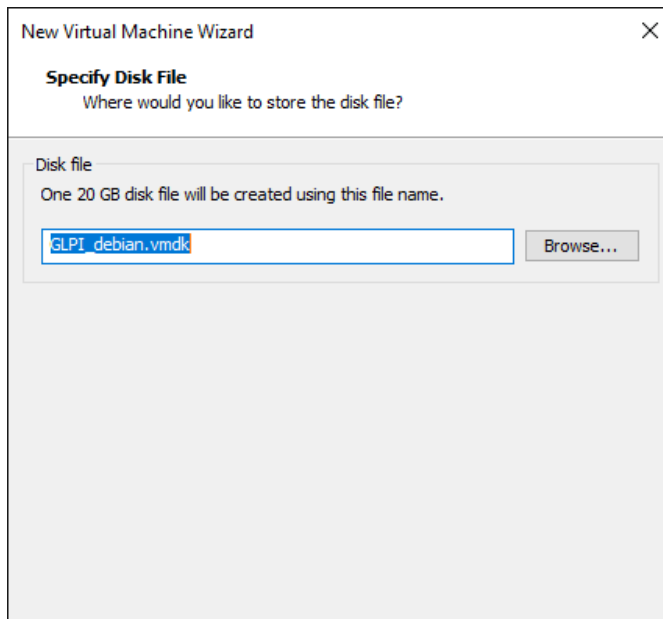 New Virtual Machine Wizard
Specify Disk File
Where would you like to store the disk file?
Disk file
One 20 GB disk file will be created using this file name.
GLPI_debian.vmdk
Browse...